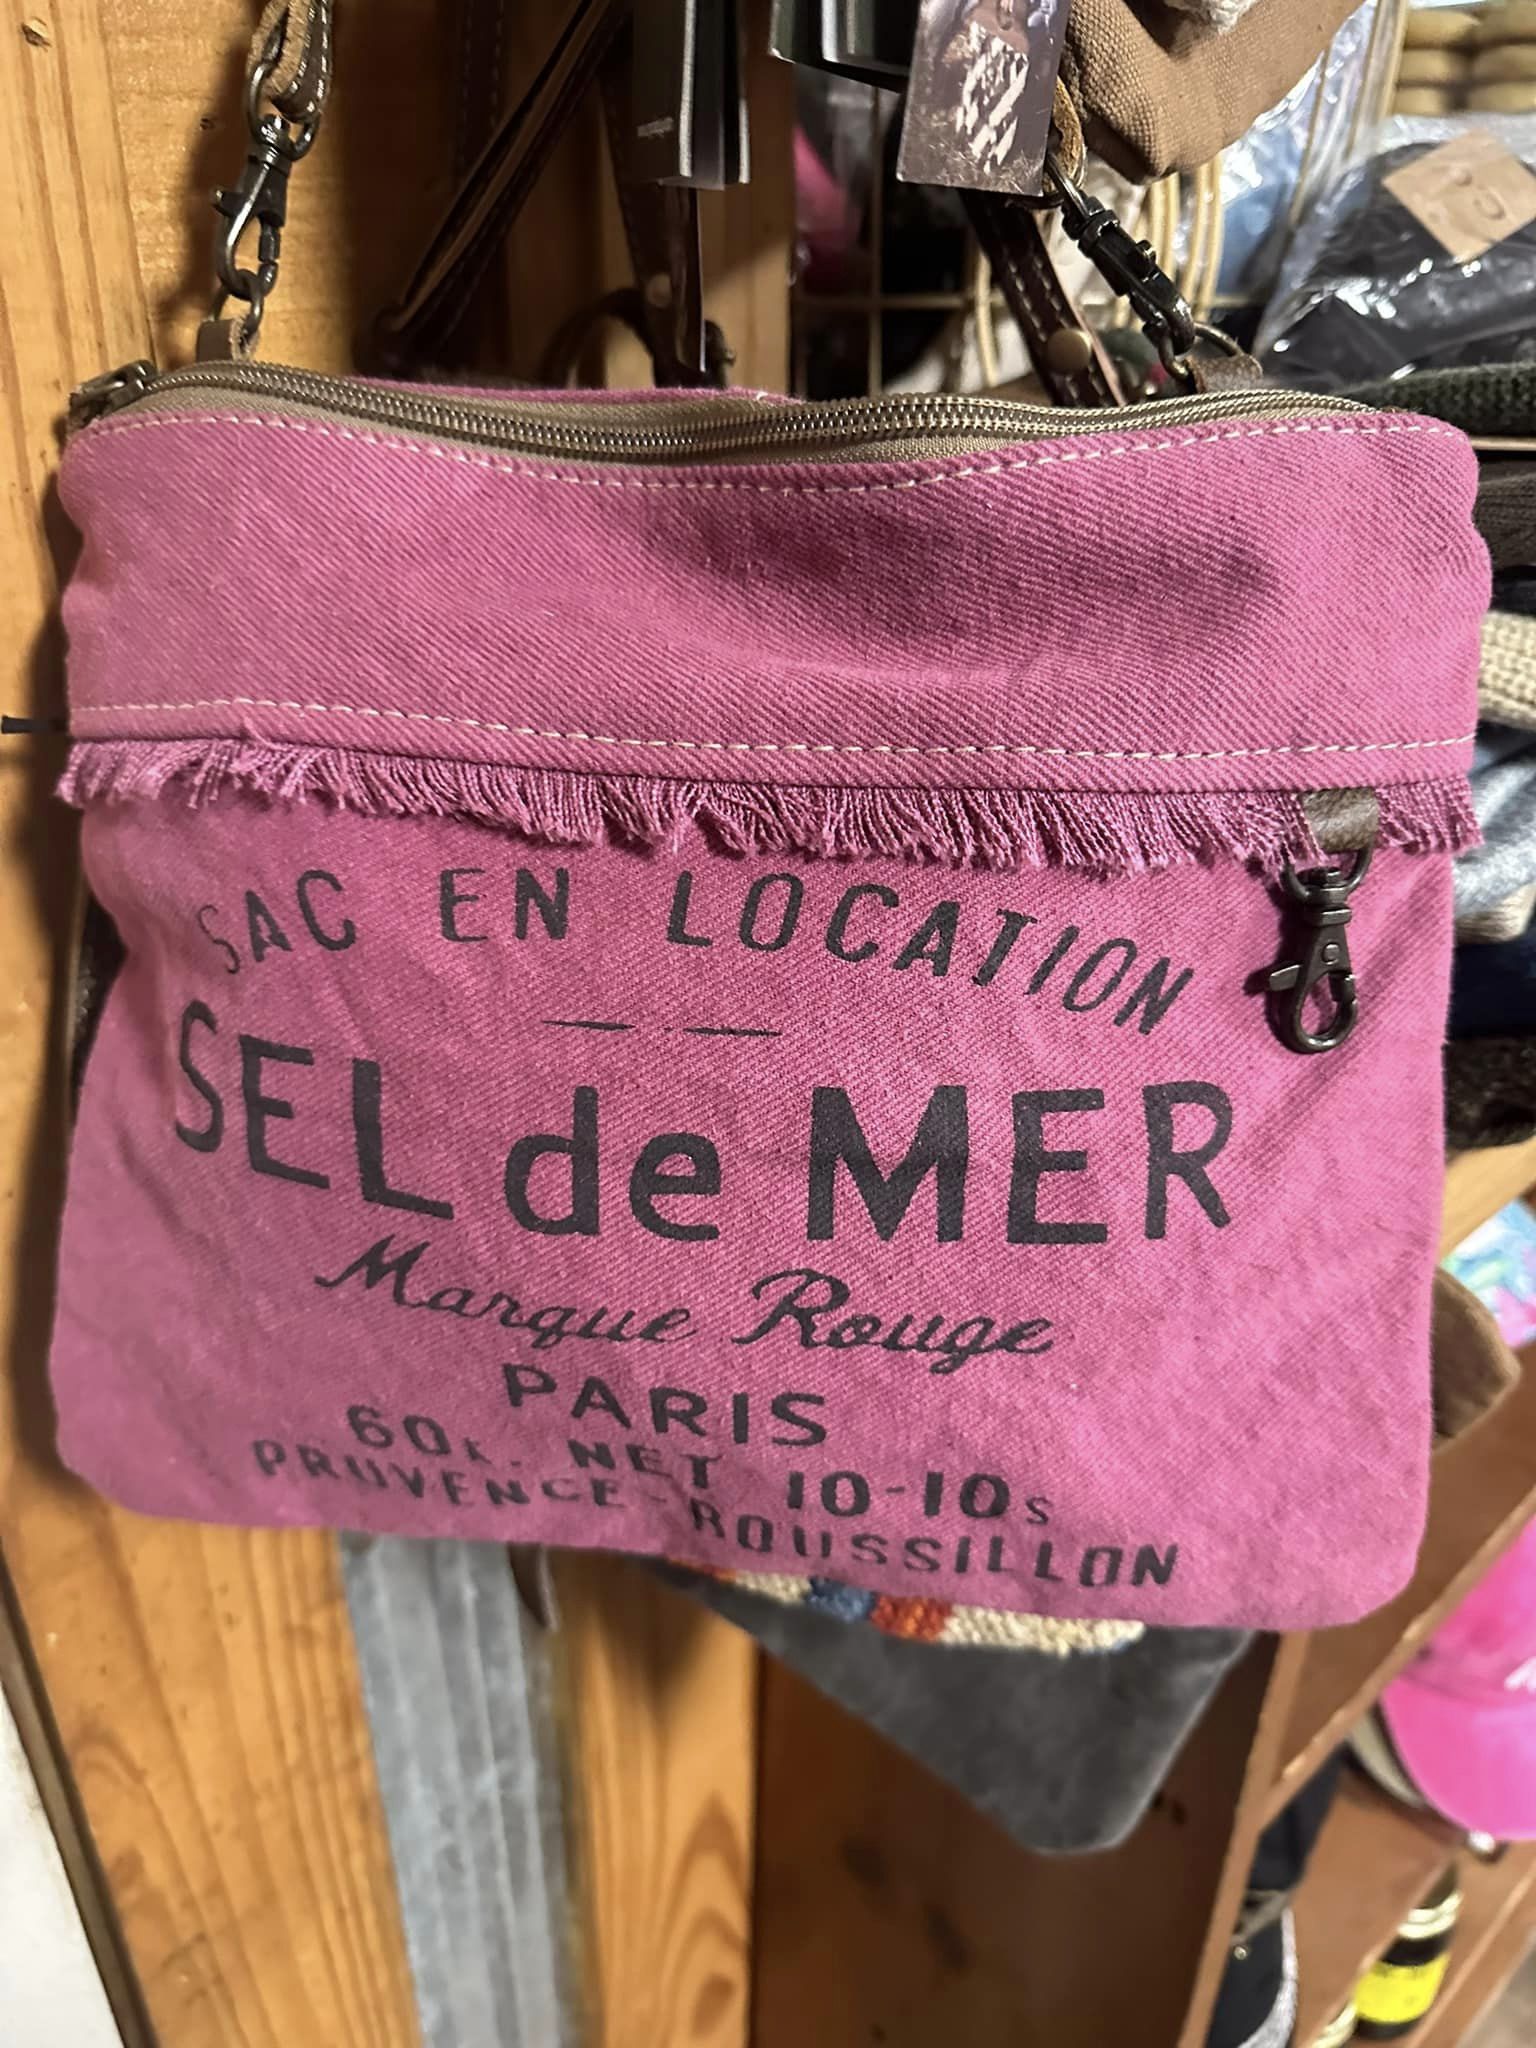 SAC EN LOCATION
SEL de MER
Marque Rouge
PARIS
60K. NET 10-10s
PROVENCE-ROUSSILLON